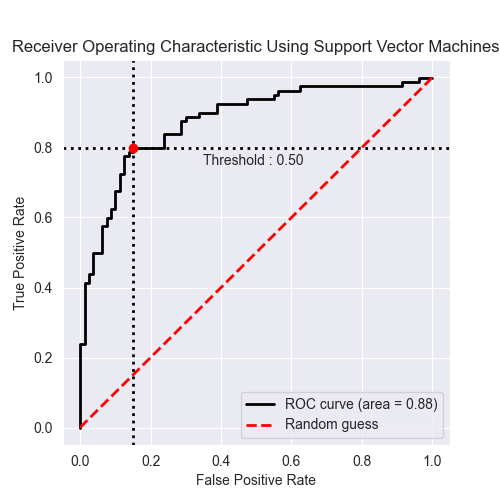 Receiver Operating Characteristic Using Support Vector Machines
True Positive Rate
1.0
0.8
0.6
0.4
0.2
0.0
Threshold : 0.50
ROC curve (area = 0.88)
Random guess
0.0 0.2 0.4 0.6 0.8 1.0
False Positive Rate